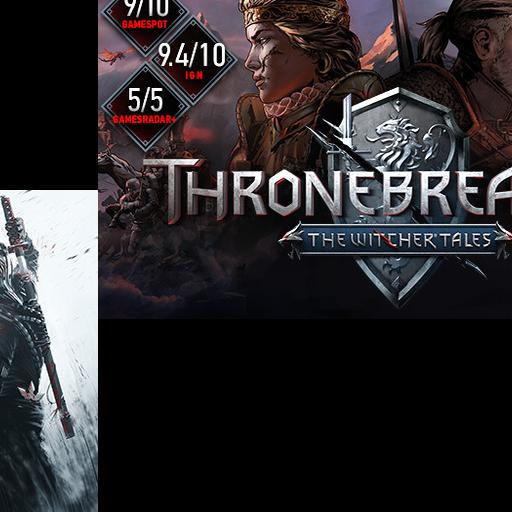 9/10
GAMESPOT
9.4/10
IGN
5/5
GAMESRADAR+
THRONEBREA
THE WITCHER TALES